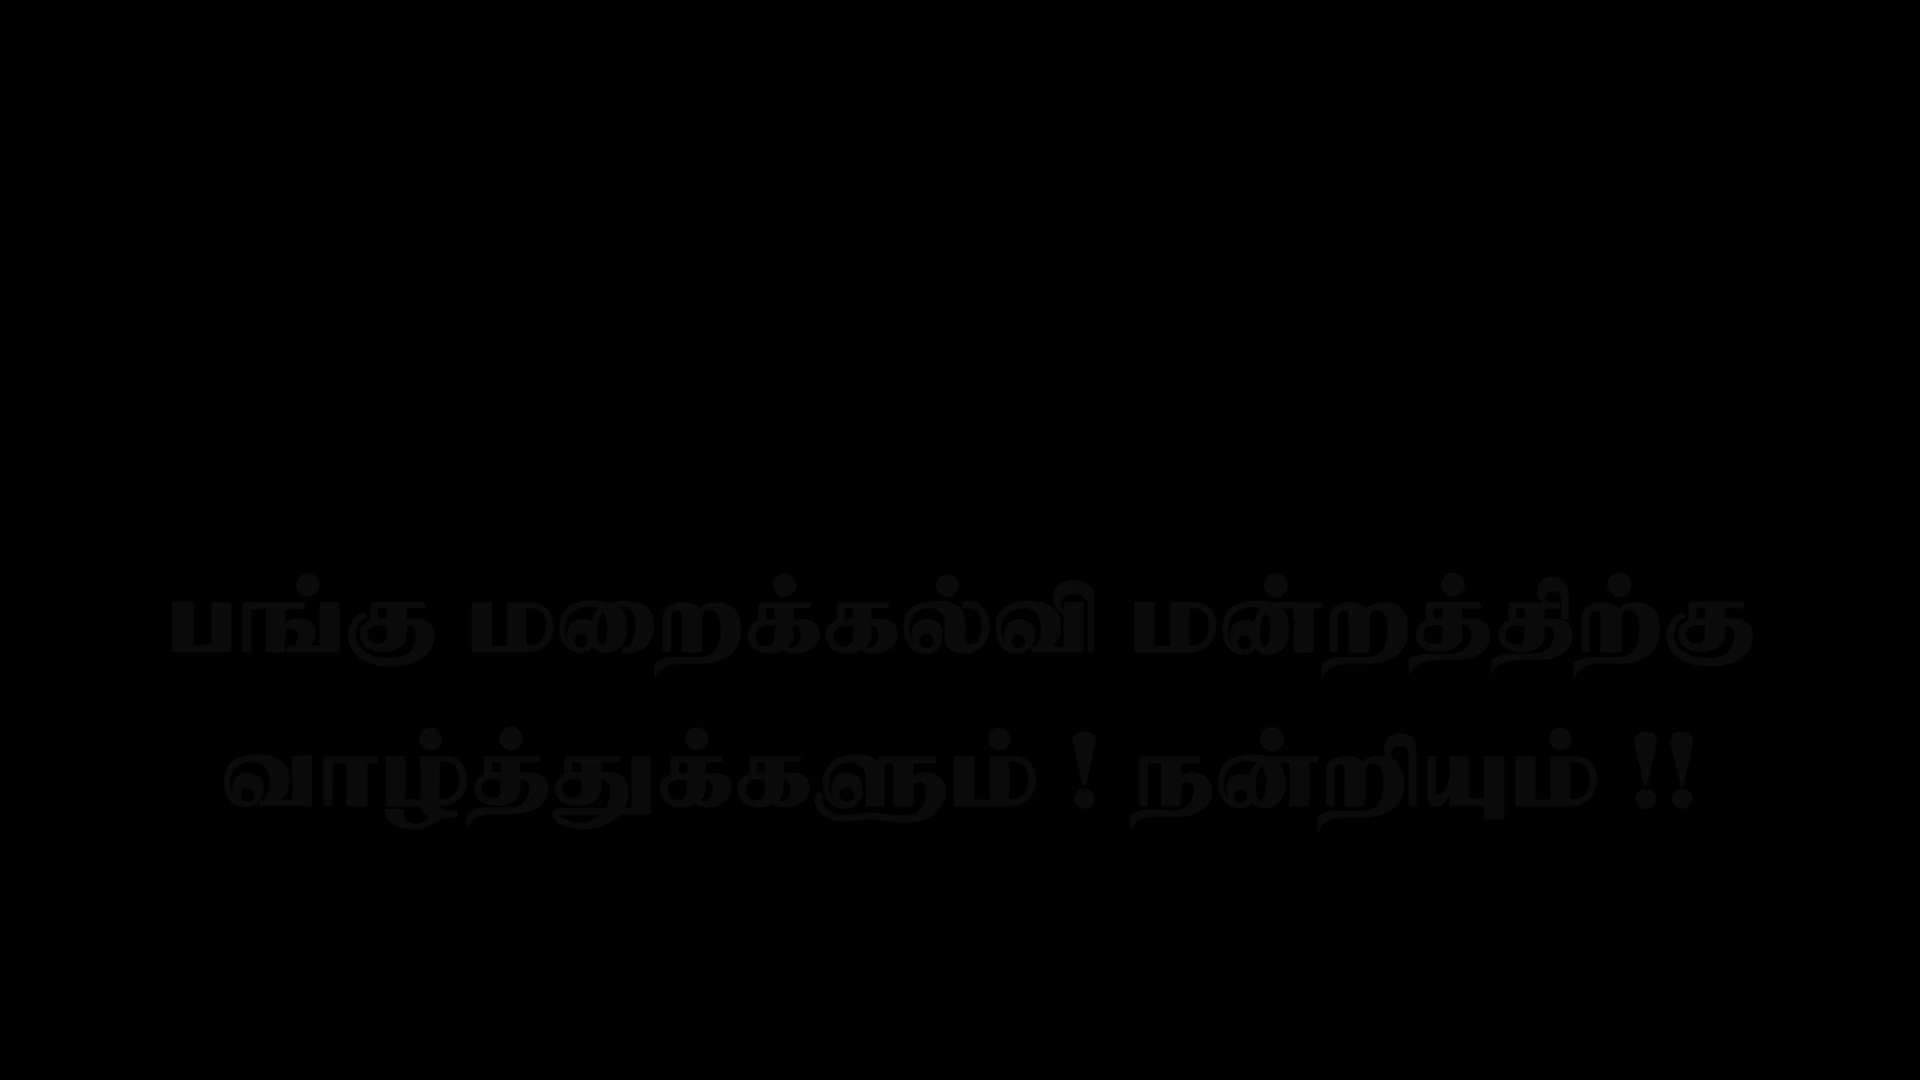 பங்கு மறைக்கல்வி மன்றத்திற்கு
வாழ்த்துக்களும் ! நன்றியும் !!